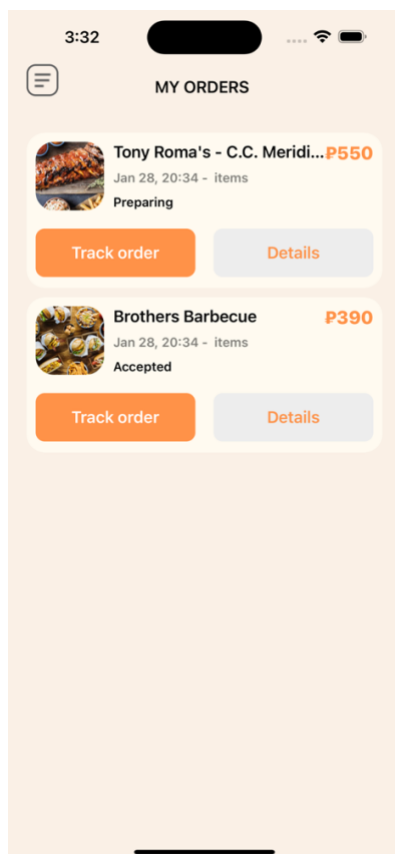 3:32
MY ORDERS
Tony Roma's - C.C. Meridi... ₽550
Jan 28, 20:34 - items
Preparing
Track order Details
Brothers Barbecue ₽390
Jan 28, 20:34 - items
Accepted
Track order Details